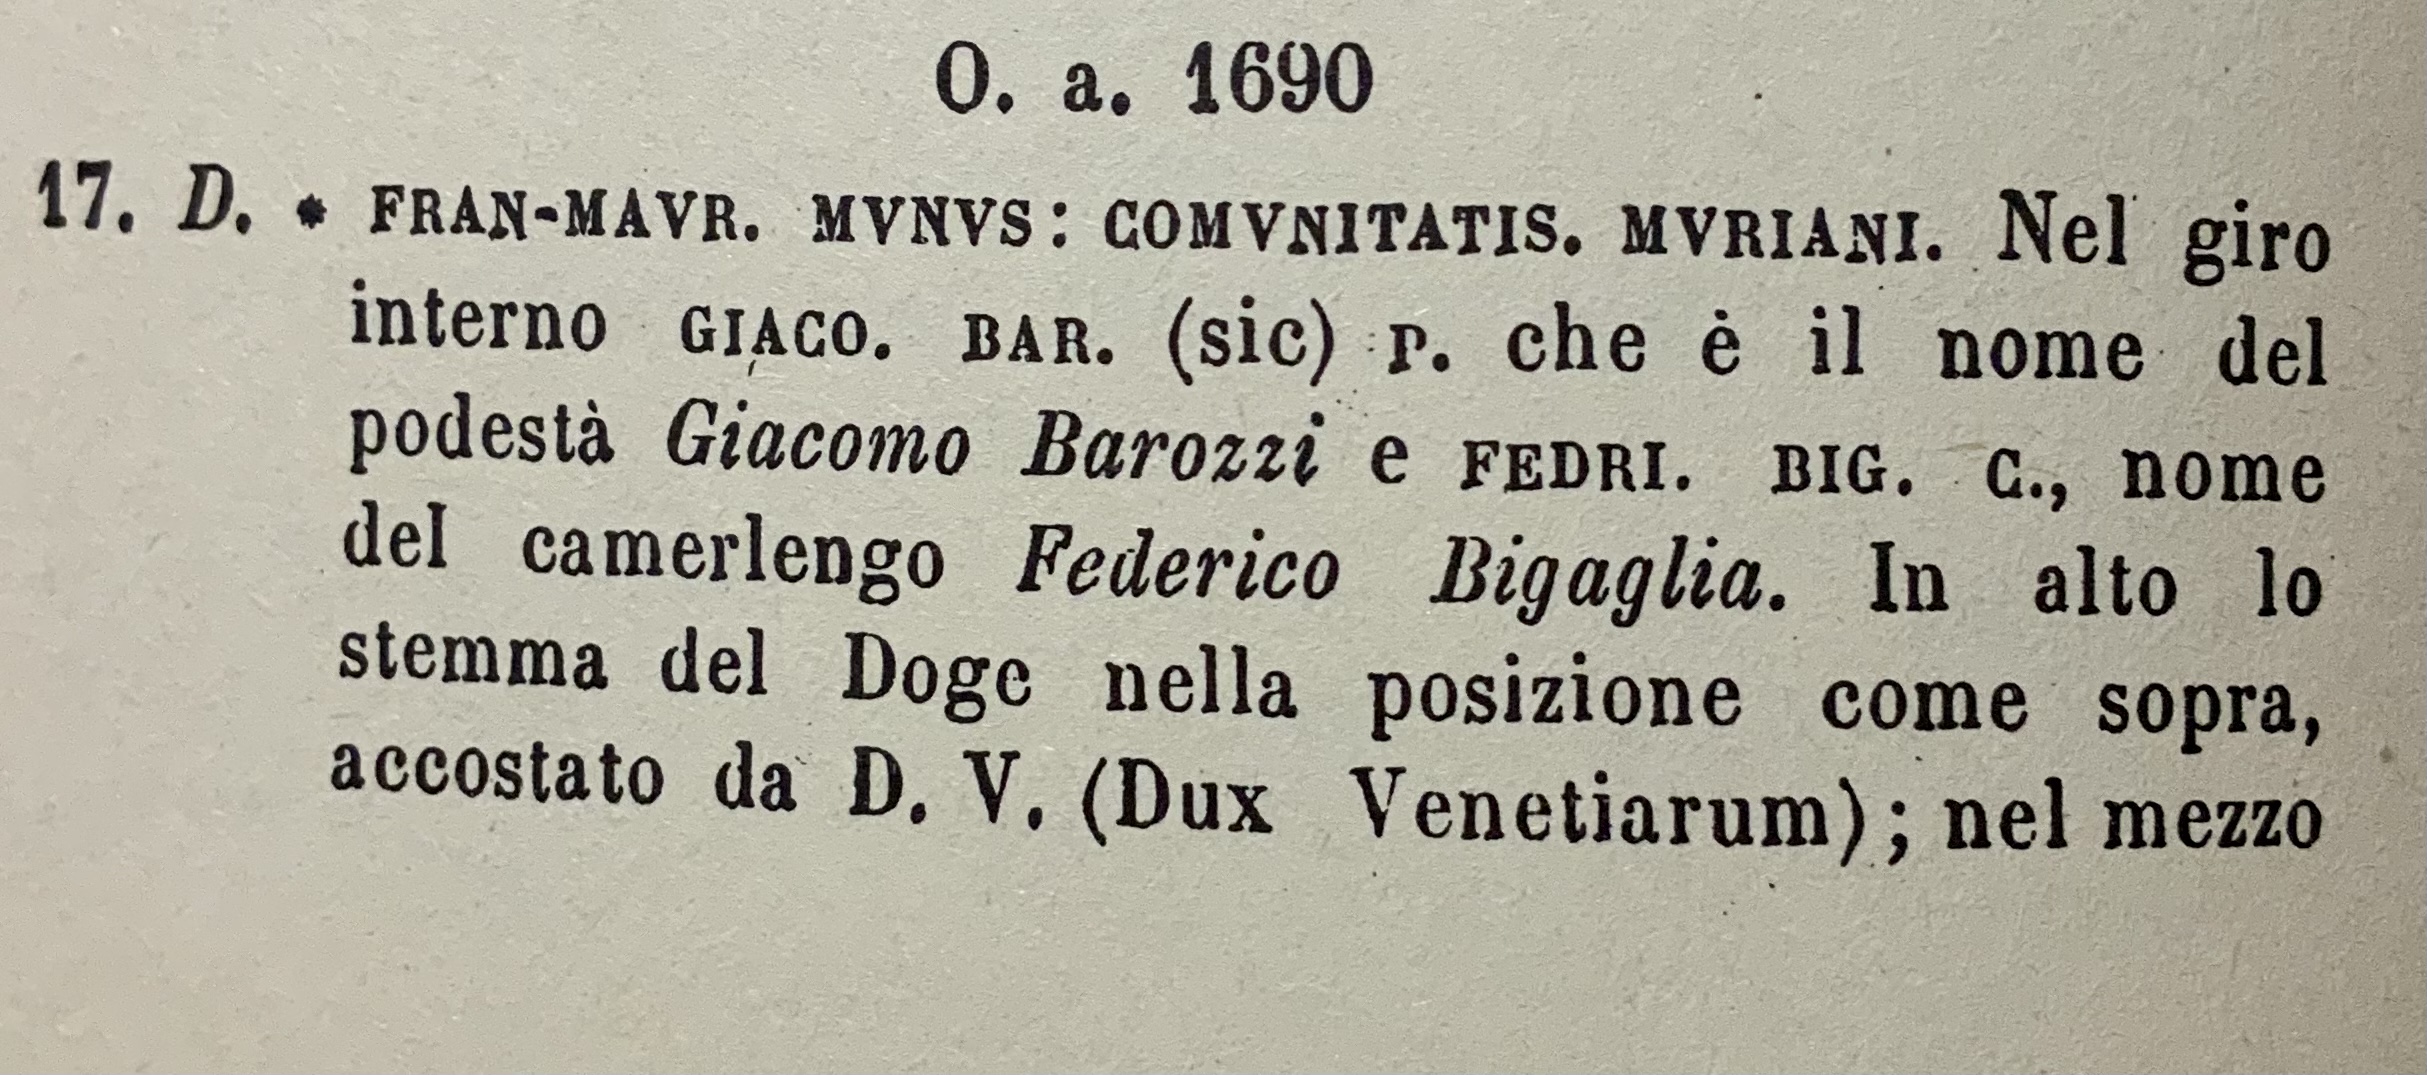 O. a. 1690
17. D. * FRAN-MAVR. MVNVS: COMVNITATIS. MVRIANI. Nel giro
interno GIACO. BAR. (sic) P. che è il nome del
podestà Giacomo Barozzi e FEDRI. BIG. C., nome
del camerlengo Federico Bigaglia. In alto lo
stemma del Doge nella posizione come sopra,
accostato da D. V. (Dux Venetiarum); nel mezzo